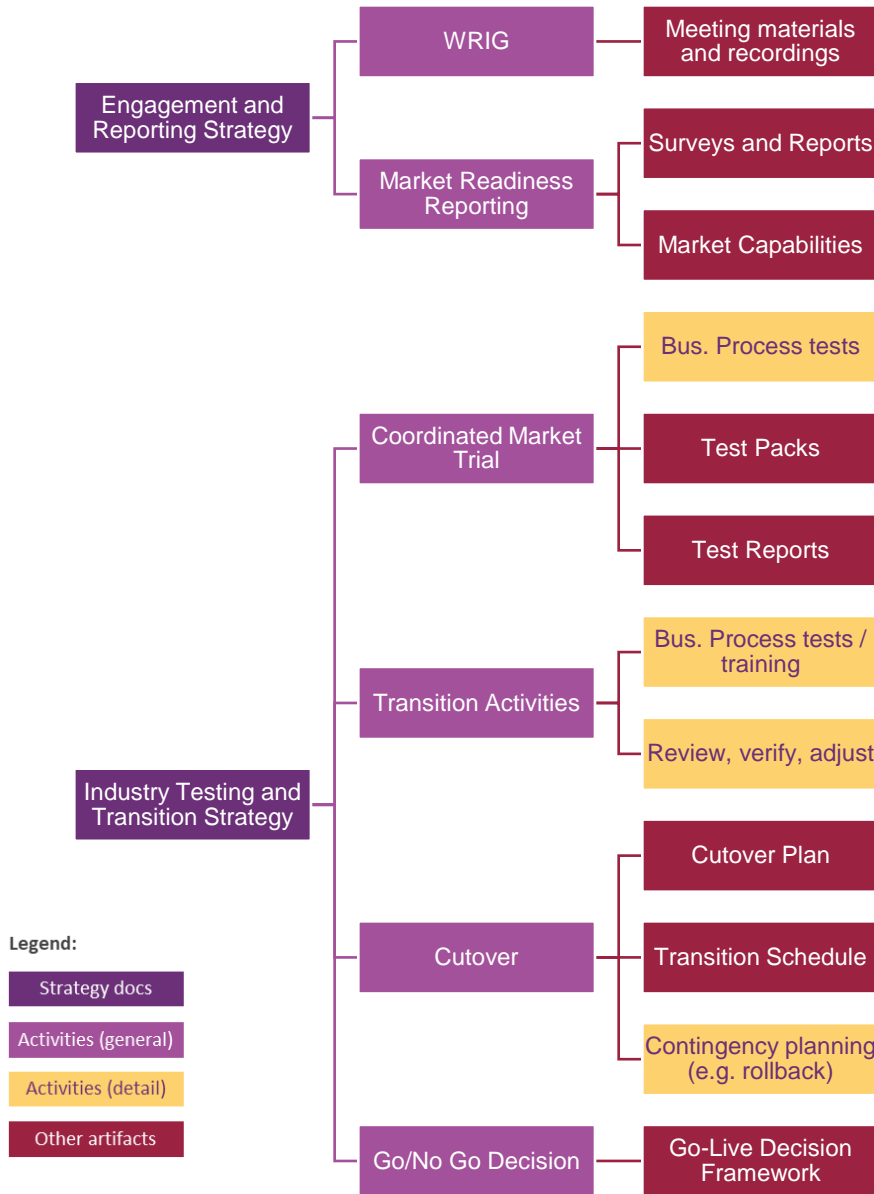 WRIG
Meeting materials
and recordings
Engagement and
Reporting Strategy
Surveys and Reports
Market Readiness
Reporting
Market Capabilities
Bus. Process tests
Coordinated Market
Trial
Test Packs
Test Reports
Bus. Process tests /
training
Transition Activities
Review, verify, adjust
Industry Testing and
Transition Strategy
Cutover Plan
Cutover
Transition Schedule
Contingency planning
(e.g. rollback)
Go/No Go Decision
Go-Live Decision
Framework
Legend:
Strategy docs
Activities (general)
Activities (detail)
Other artifacts